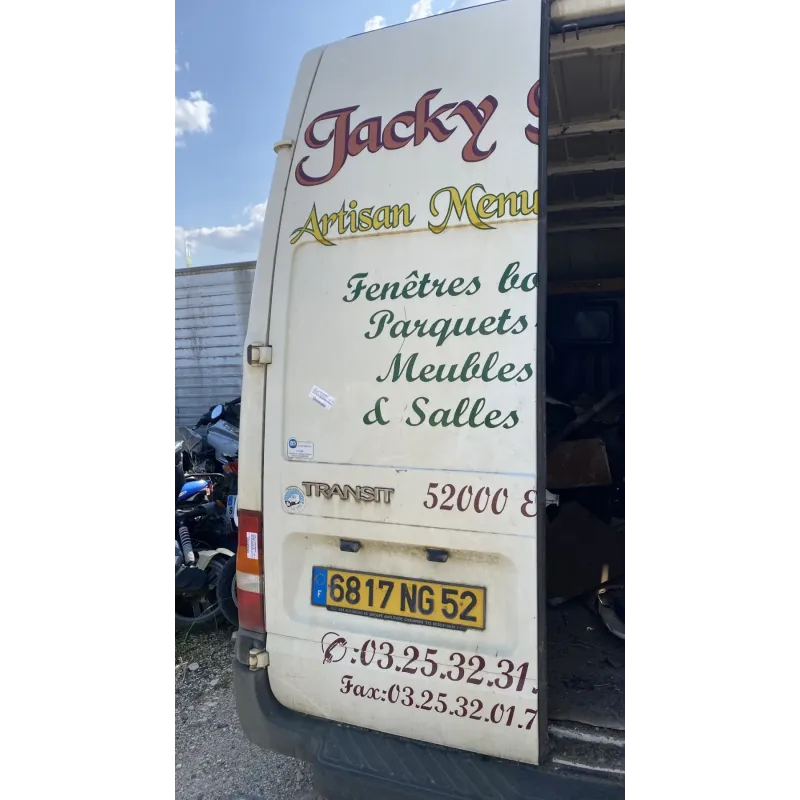 Jacky
Artisan Menu
Fenêtres bo
Parquets
Meubles
& Salles
TRANSIT
52000 E
F 6817 NG 52
:03.25.32.31.
Fax:03.25.32.01.7